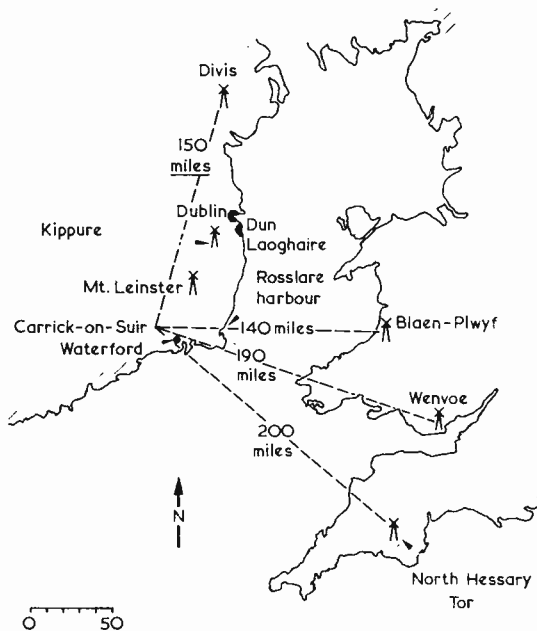 Divis
150
miles
Dublin
Dun
Laoghaire
Kippure
Mt. Leinster
Rosslare
harbour
Carrick-on-Suir
140 miles
Blaen-Plwyf
Waterford
190
miles
Wenvoe
200
miles
N
North Hessary
Tor
0 50